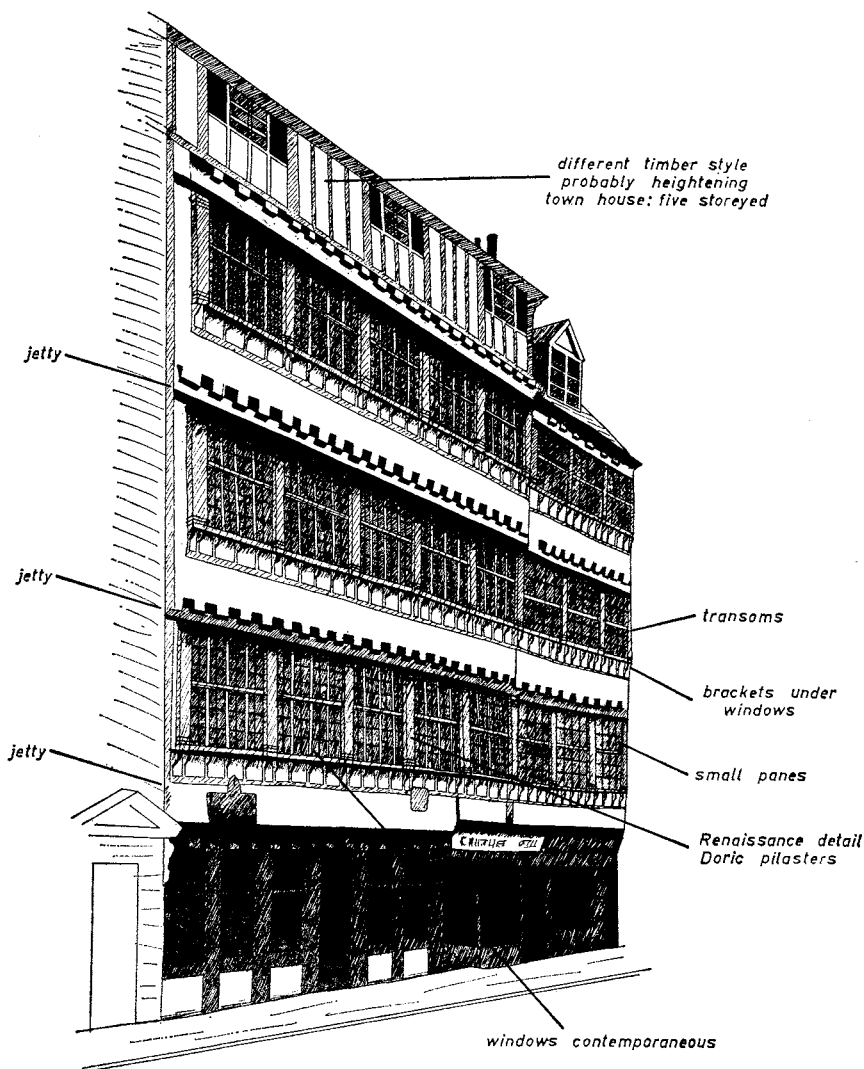 different timber style
probably heightening
town house: five storeyed
jetty
jetty
transoms
brackets under
windows
jetty
small panes
Renaissance detail
Doric pilasters
windows contemporaneous